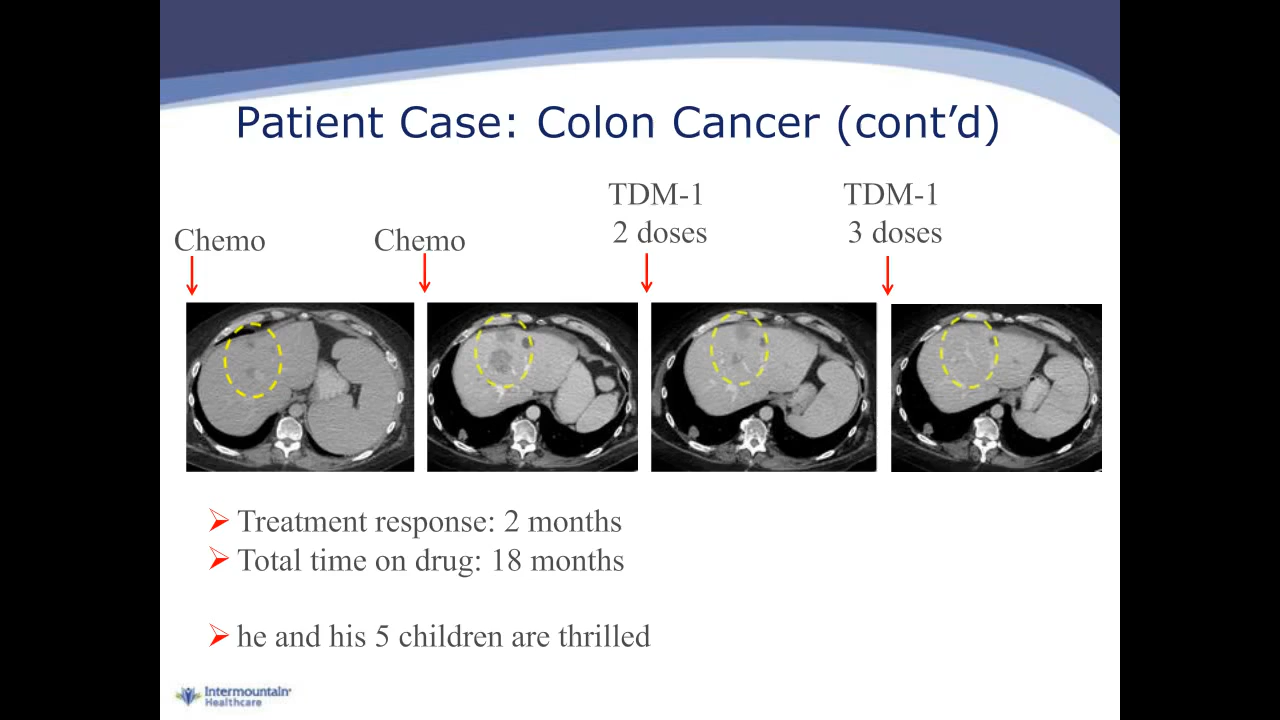 Patient Case: Colon Cancer (cont’d)
Chemo
Chemo
TDM-1
2 doses
TDM-1
3 doses
Treatment response: 2 months
Total time on drug: 18 months
he and his 5 children are thrilled
Intermountain
Healthcare